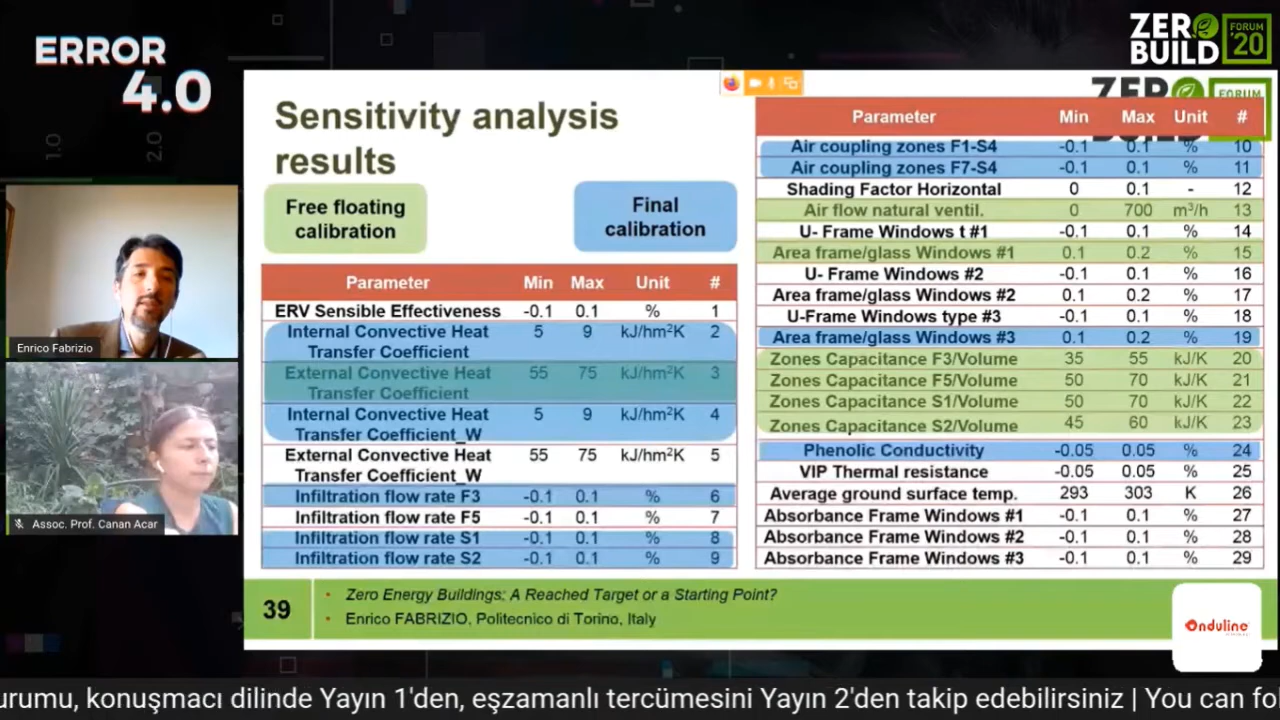 ERROR
4.0
1.0
2.0
ZERO
BUILD
FORUM
'20
ZERO
FORUM
Sensitivity analysis
results
Free floating
calibration
Final
calibration
Parameter Min Max Unit #
ERV Sensible Effectiveness -0.1 0.1 % 1
Internal Convective Heat 5 9 kJ/hm²K 2
Transfer Coefficient
External Convective Heat 55 75 kJ/hm²K 3
Transfer Coefficient
Internal Convective Heat 5 9 kJ/hm²K 4
Transfer Coefficient_W
External Convective Heat 55 75 kJ/hm²K 5
Transfer Coefficient_W
Infiltration flow rate F3 -0.1 0.1 % 6
Infiltration flow rate F5 -0.1 0.1 % 7
Infiltration flow rate S1 -0.1 0.1 % 8
Infiltration flow rate S2 -0.1 0.1 % 9
Parameter Min Max Unit #
Air coupling zones F1-S4 -0.1 0.1 % 10
Air coupling zones F7-S4 -0.1 0.1 % 11
Shading Factor Horizontal 0 0.1 - 12
Air flow natural ventil. 0 700 m³/h 13
U- Frame Windows t #1 -0.1 0.1 % 14
Area frame/glass Windows #1 0.1 0.2 % 15
U- Frame Windows #2 -0.1 0.1 % 16
Area frame/glass Windows #2 0.1 0.2 % 17
U-Frame Windows type #3 -0.1 0.1 % 18
Area frame/glass Windows #3 0.1 0.2 % 19
Zones Capacitance F3/Volume 35 55 kJ/K 20
Zones Capacitance F5/Volume 50 70 kJ/K 21
Zones Capacitance S1/Volume 50 70 kJ/K 22
Zones Capacitance S2/Volume 45 60 kJ/K 23
Phenolic Conductivity -0.05 0.05 % 24
VIP Thermal resistance -0.05 0.05 % 25
Average ground surface temp. 293 303 K 26
Absorbance Frame Windows #1 -0.1 0.1 % 27
Absorbance Frame Windows #2 -0.1 0.1 % 28
Absorbance Frame Windows #3 -0.1 0.1 % 29
Enrico Fabrizio
Assoc. Prof. Canan Acar
39
• Zero Energy Buildings: A Reached Target or a Starting Point?
• Enrico FABRIZIO, Politecnico di Torino, Italy
Onduline
urumu, konuşmacı dilinde Yayın 1'den, eşzamanlı tercümesini Yayın 2'den takip edebilirsiniz | You can fo